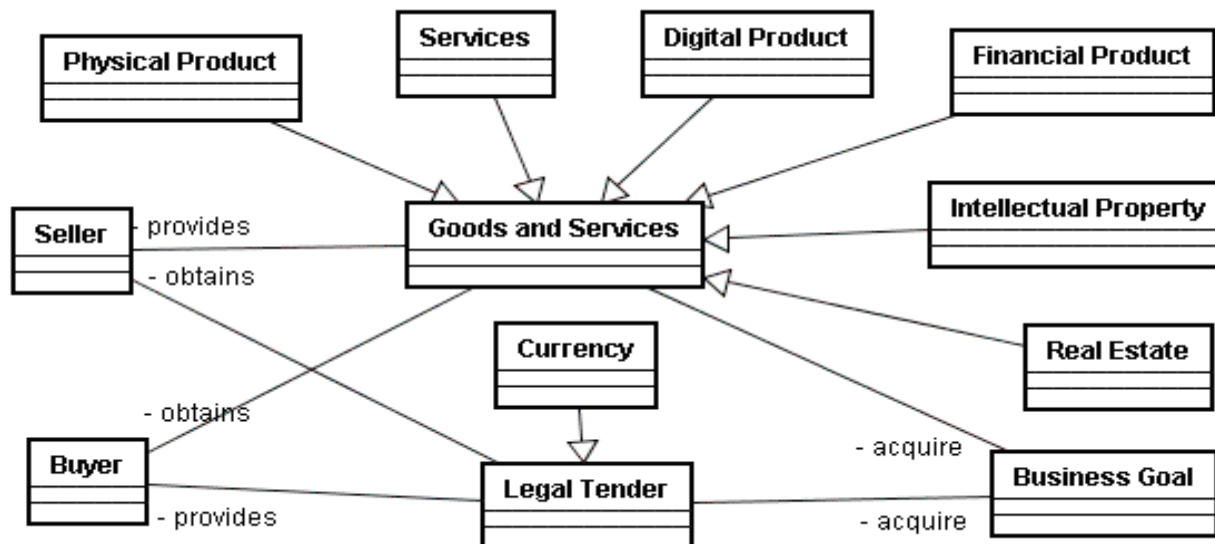 Services
Digital Product
Physical Product
Financial Product
Intellectual Property
Seller
- provides
Goods and Services
- obtains
Currency
Real Estate
- obtains
- acquire
Buyer
Legal Tender
Business Goal
- provides
- acquire